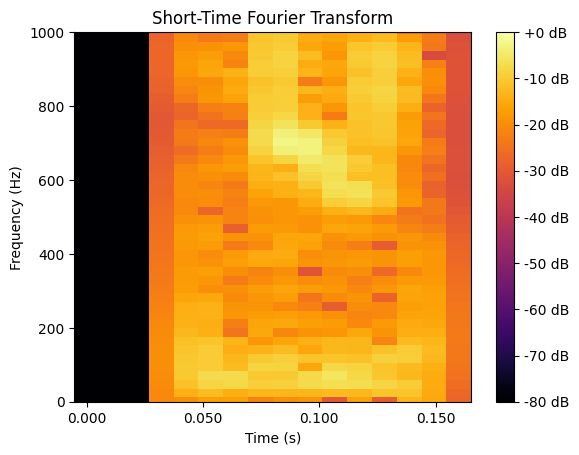 Short-Time Fourier Transform
1000
800
600
400
200
0
Frequency (Hz)
0.000
0.050
0.100
0.150
Time (s)
+0 dB
-10 dB
-20 dB
-30 dB
-40 dB
-50 dB
-60 dB
-70 dB
-80 dB